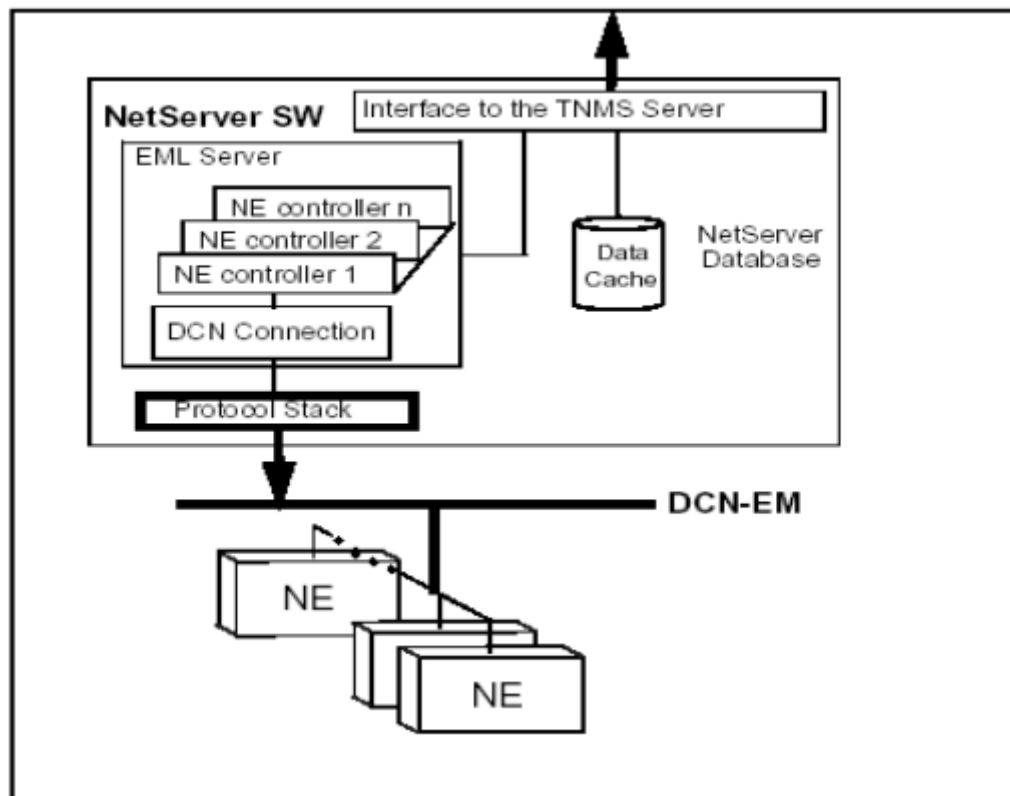 Interface to the TNMS Server
NetServer SW
EML Server
NE controller n
NE controller 2
NE controller 1
DCN Connection
Protocol Stack
Data
Cache
NetServer
Database
DCN-EM
NE
NE